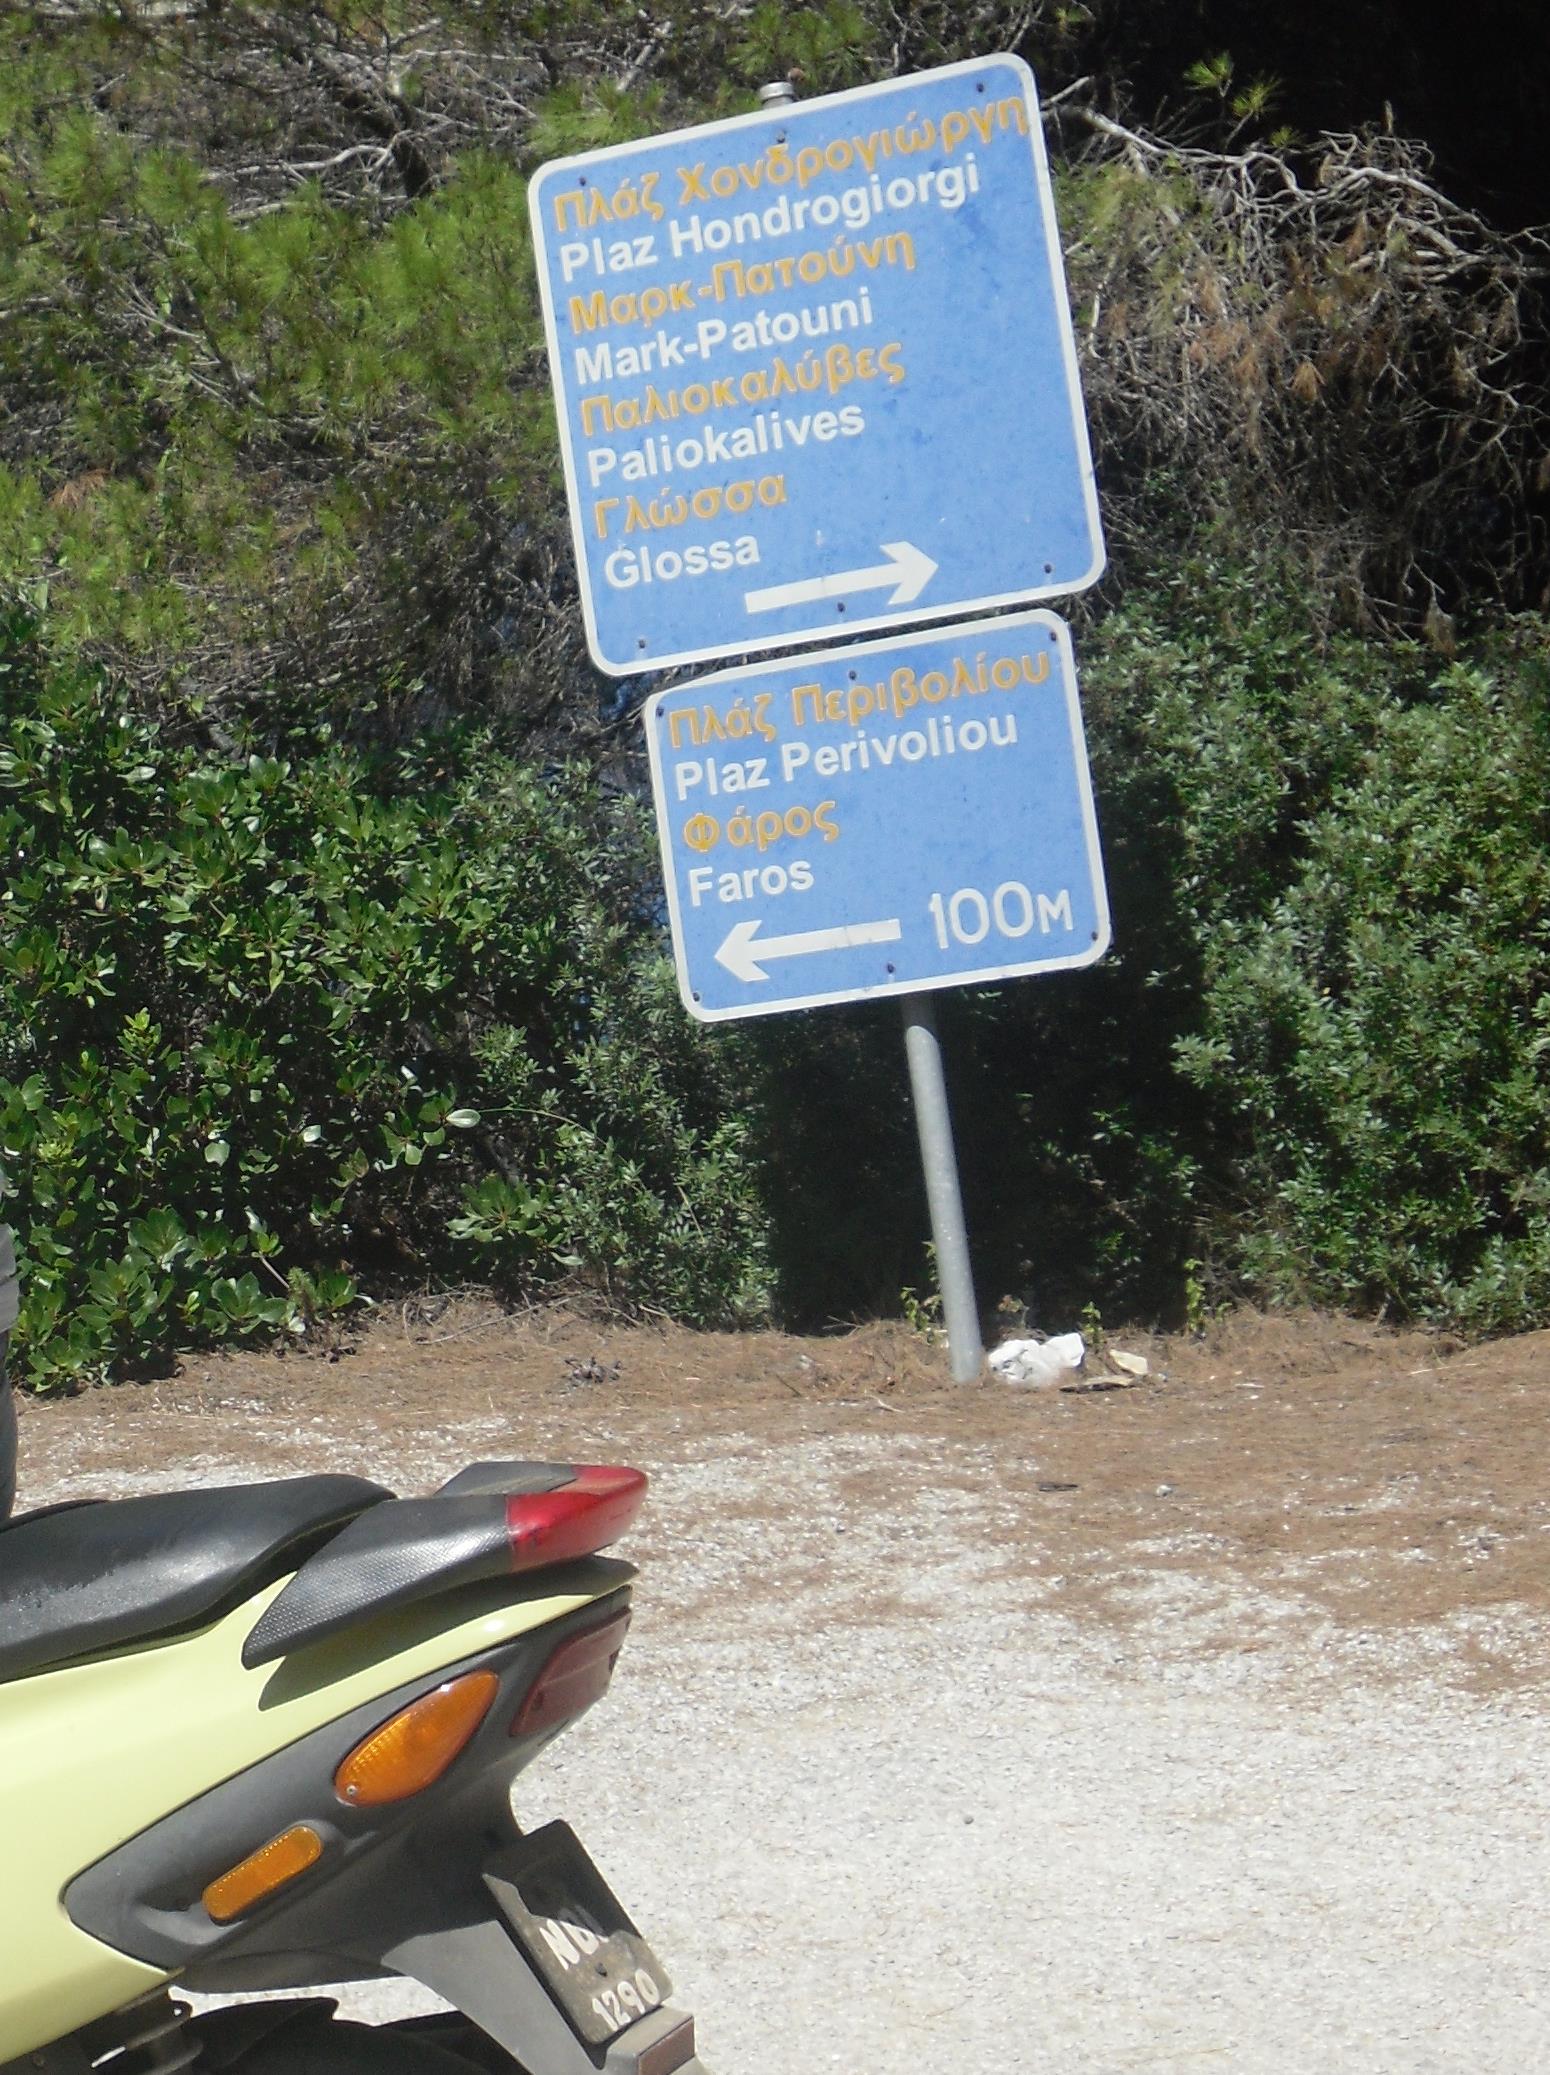 Πλάζ Χονδρογιώργη
Plaz Hondrogiorgi
Μαρκ-Πατούνη
Mark-Patouni
Παλιοκαλύβες
Paliokalives
Γλώσσα
Glossa
Πλάζ Περιβολίου
Plaz Perivoliou
Φάρος
Faros
100M
1290